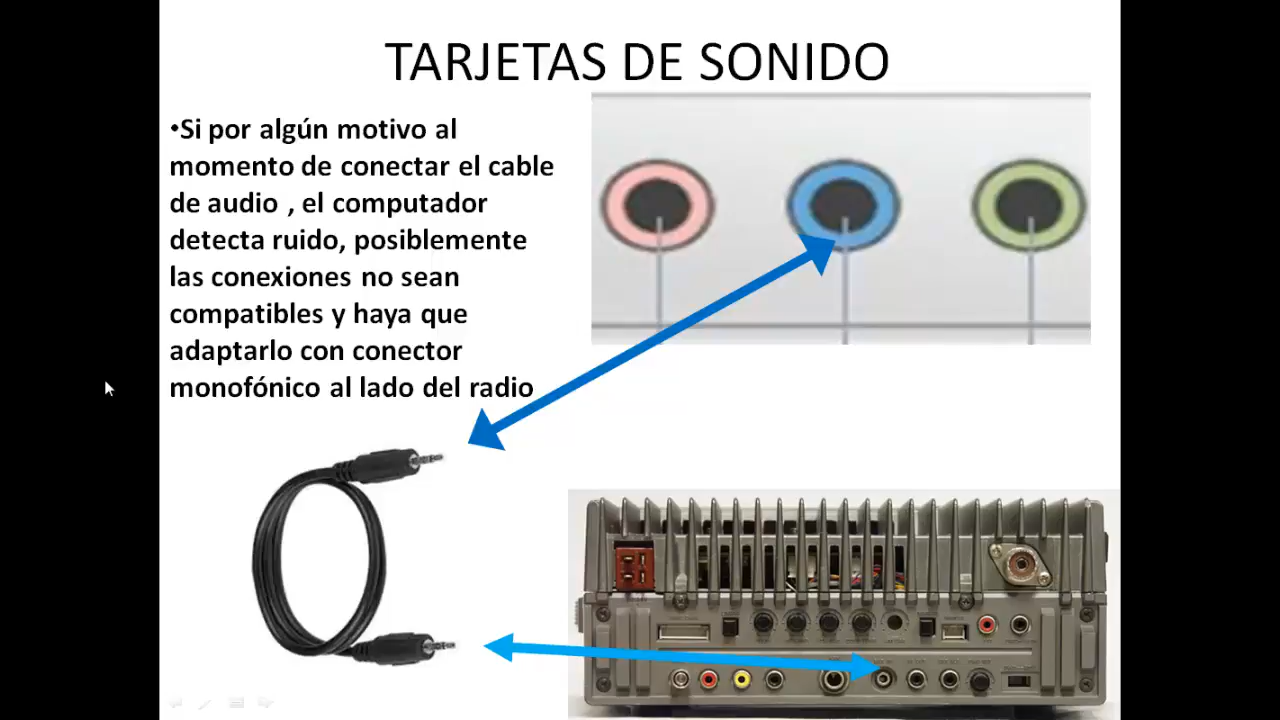 TARJETAS DE SONIDO
•Si por algún motivo al
momento de conectar el cable
de audio , el computador
detecta ruido, posiblemente
las conexiones no sean
compatibles y haya que
adaptarlo con conector
monofónico al lado del radio